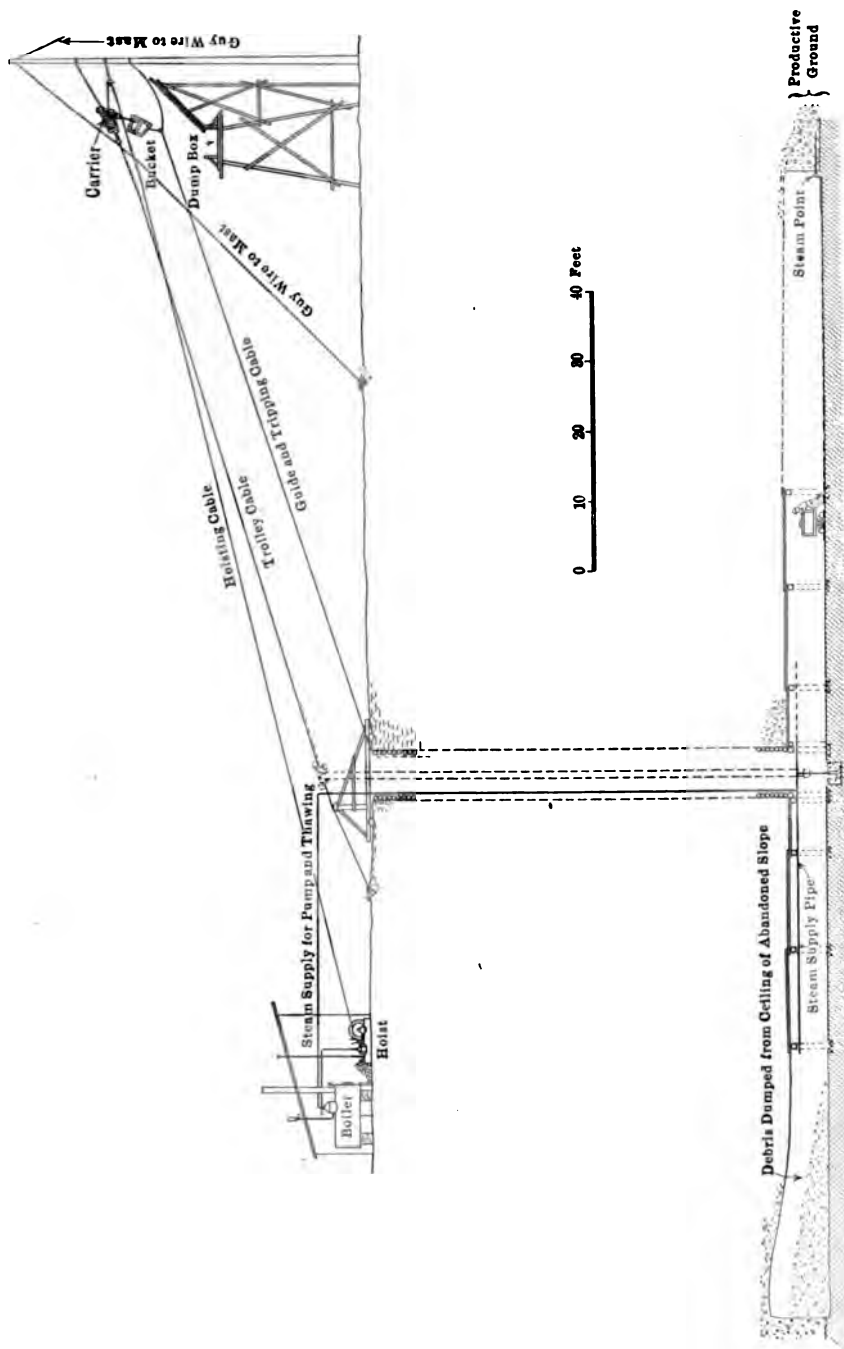 Guy Wire to Mast
Carrier
Bucket
Dump Box
Guy Wire to Mast
Hoisting Cable
Trolley Cable
Guide and Tripping Cable
Steam Supply for Pump and Thawing
Boiler
Hoist
0 10 20 30 40 Feet
Productive
Ground
Steam Point
Debris Dumped from Ceiling of Abandoned Slope
Steam Supply Pipe